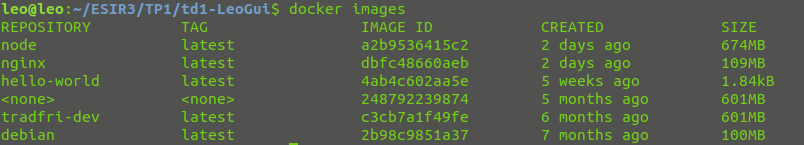 leo@leo:~/ESIR3/TP1/td1-LeoGui$ docker images
REPOSITORY TAG IMAGE ID CREATED SIZE
node latest a2b9536415c2 2 days ago 674MB
nginx latest dbfc48660aeb 2 days ago 109MB
hello-world latest 4ab4c602aa5e 5 weeks ago 1.84kB
<none> <none> 248792239874 5 months ago 601MB
tradfri-dev latest c3cb7a1f49fe 6 months ago 601MB
debian latest 2b98c9851a37 7 months ago 100MB